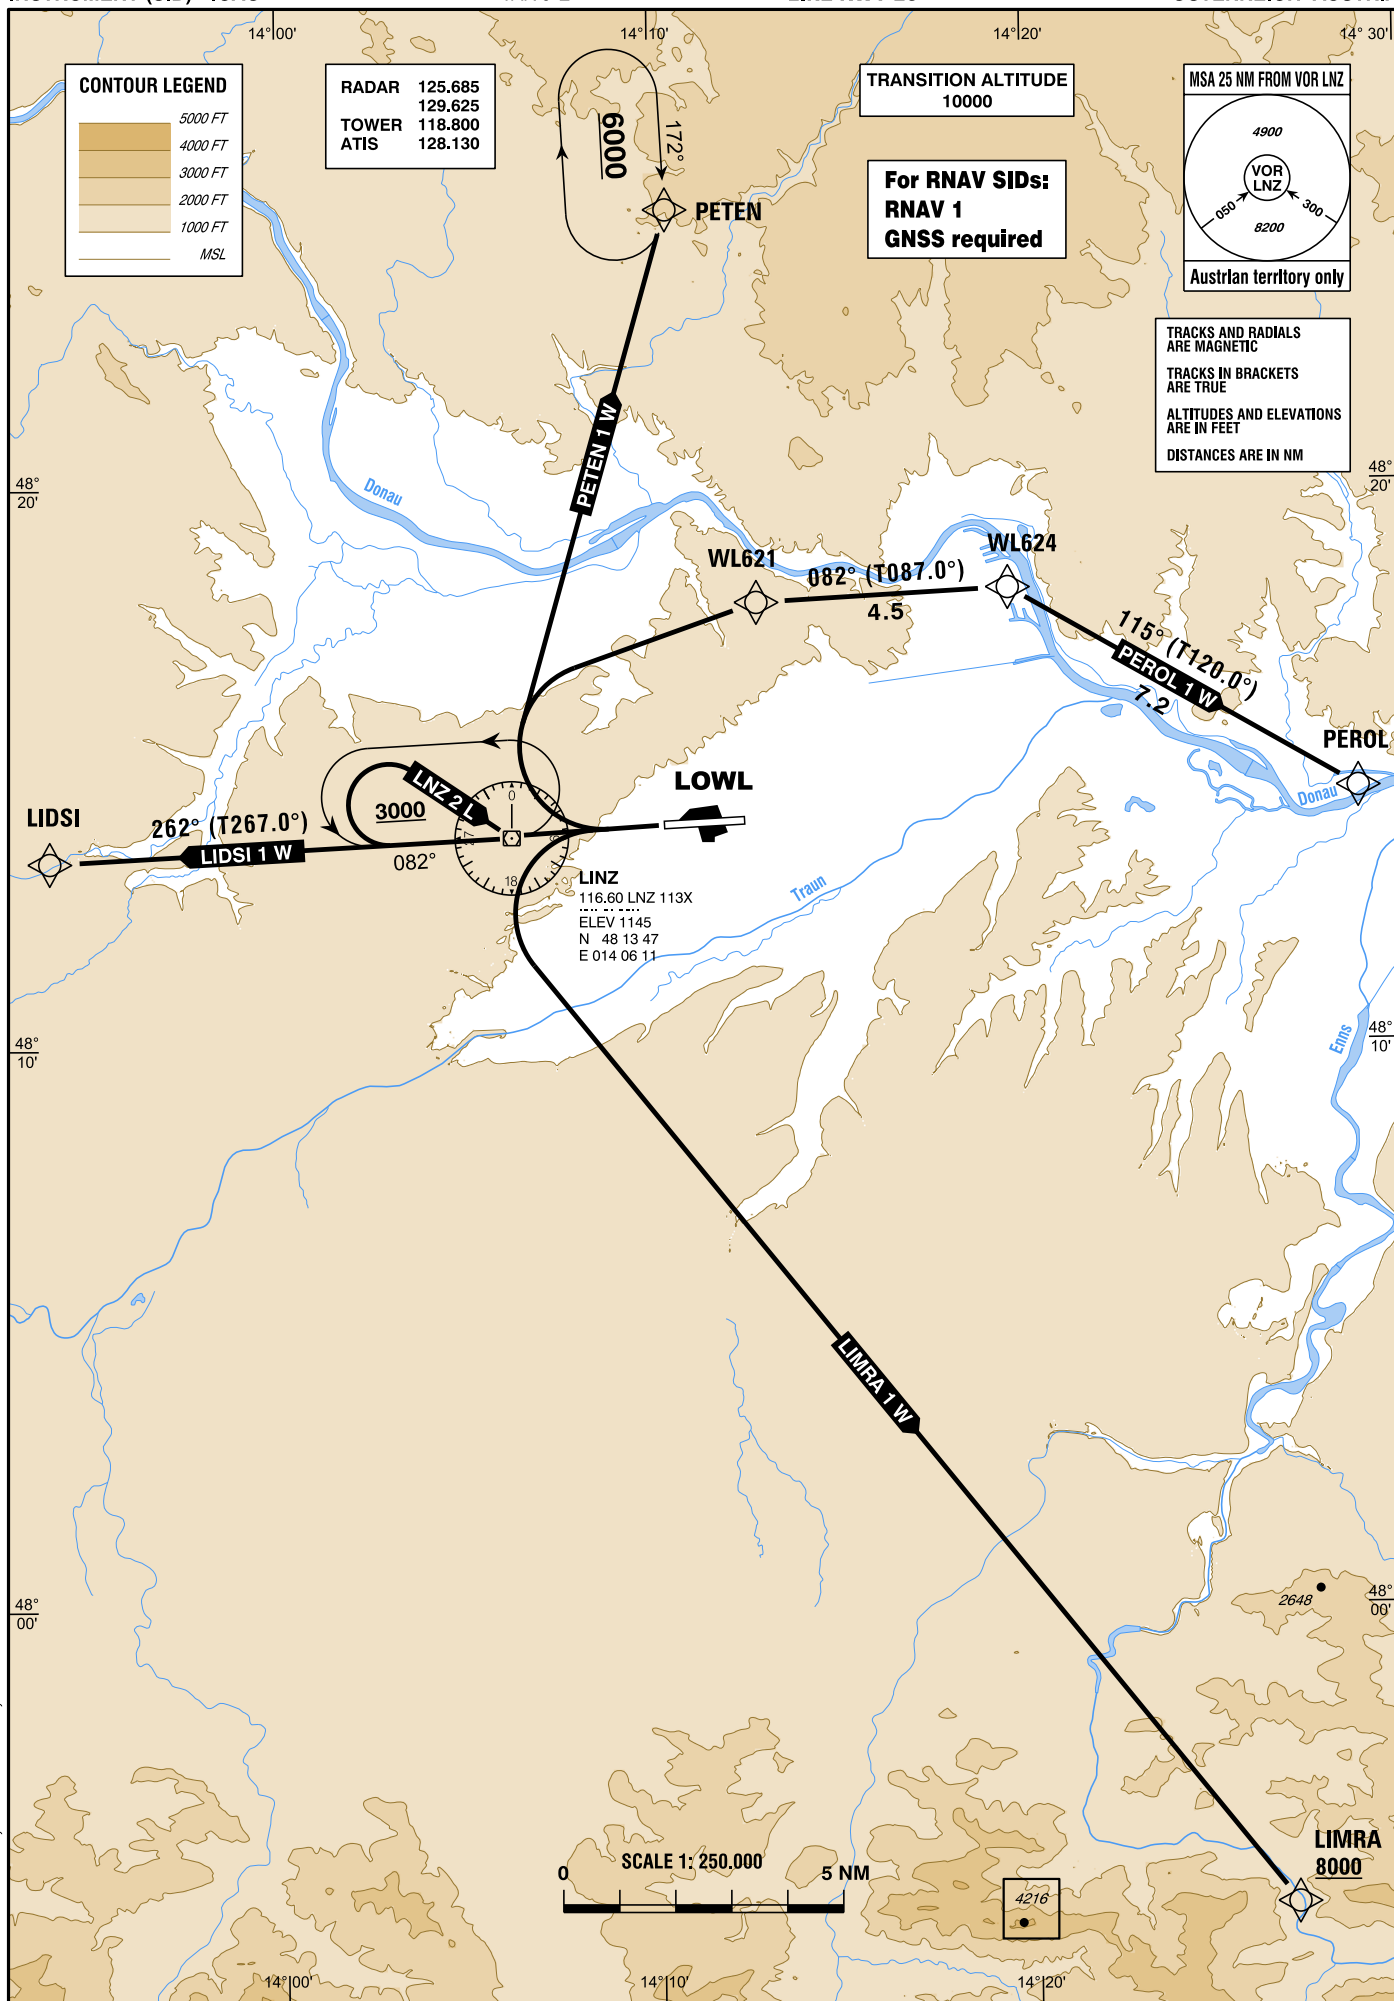 14°00'
14°10'
14°20'
14° 30'
CONTOUR LEGEND
5000 FT
4000 FT
3000 FT
2000 FT
1000 FT
MSL
RADAR 125.685
129.625
TOWER 118.800
ATIS 128.130
6000
172°
PETEN
TRANSITION ALTITUDE
10000
For RNAV SIDs:
RNAV 1
GNSS required
MSA 25 NM FROM VOR LNZ
4900
VOR
LNZ
050
300
8200
Austrian territory only
TRACKS AND RADIALS
ARE MAGNETIC
TRACKS IN BRACKETS
ARE TRUE
ALTITUDES AND ELEVATIONS
ARE IN FEET
DISTANCES ARE IN NM
48°
20'
48°
20'
Donau
PETEN 1 W
WL621
082° (T087.0°)
4.5
WL624
115° (T120.0°)
PEROL 1 W
7.2
PEROL
Donau
LIDSI
262° (T267.0°)
LIDSI 1 W
LNZ 2 L
3000
082°
0
27
18
LOWL
LINZ
116.60 LNZ 113X
ELEV 1145
N 48 13 47
E 014 06 11
Traun
Enns
48°
10'
48°
10'
LIMRA 1 W
48°
00'
2648
48°
00'
LIMRA
8000
0
SCALE 1: 250.000
5 NM
4216
14°00'
14°10'
14°20'